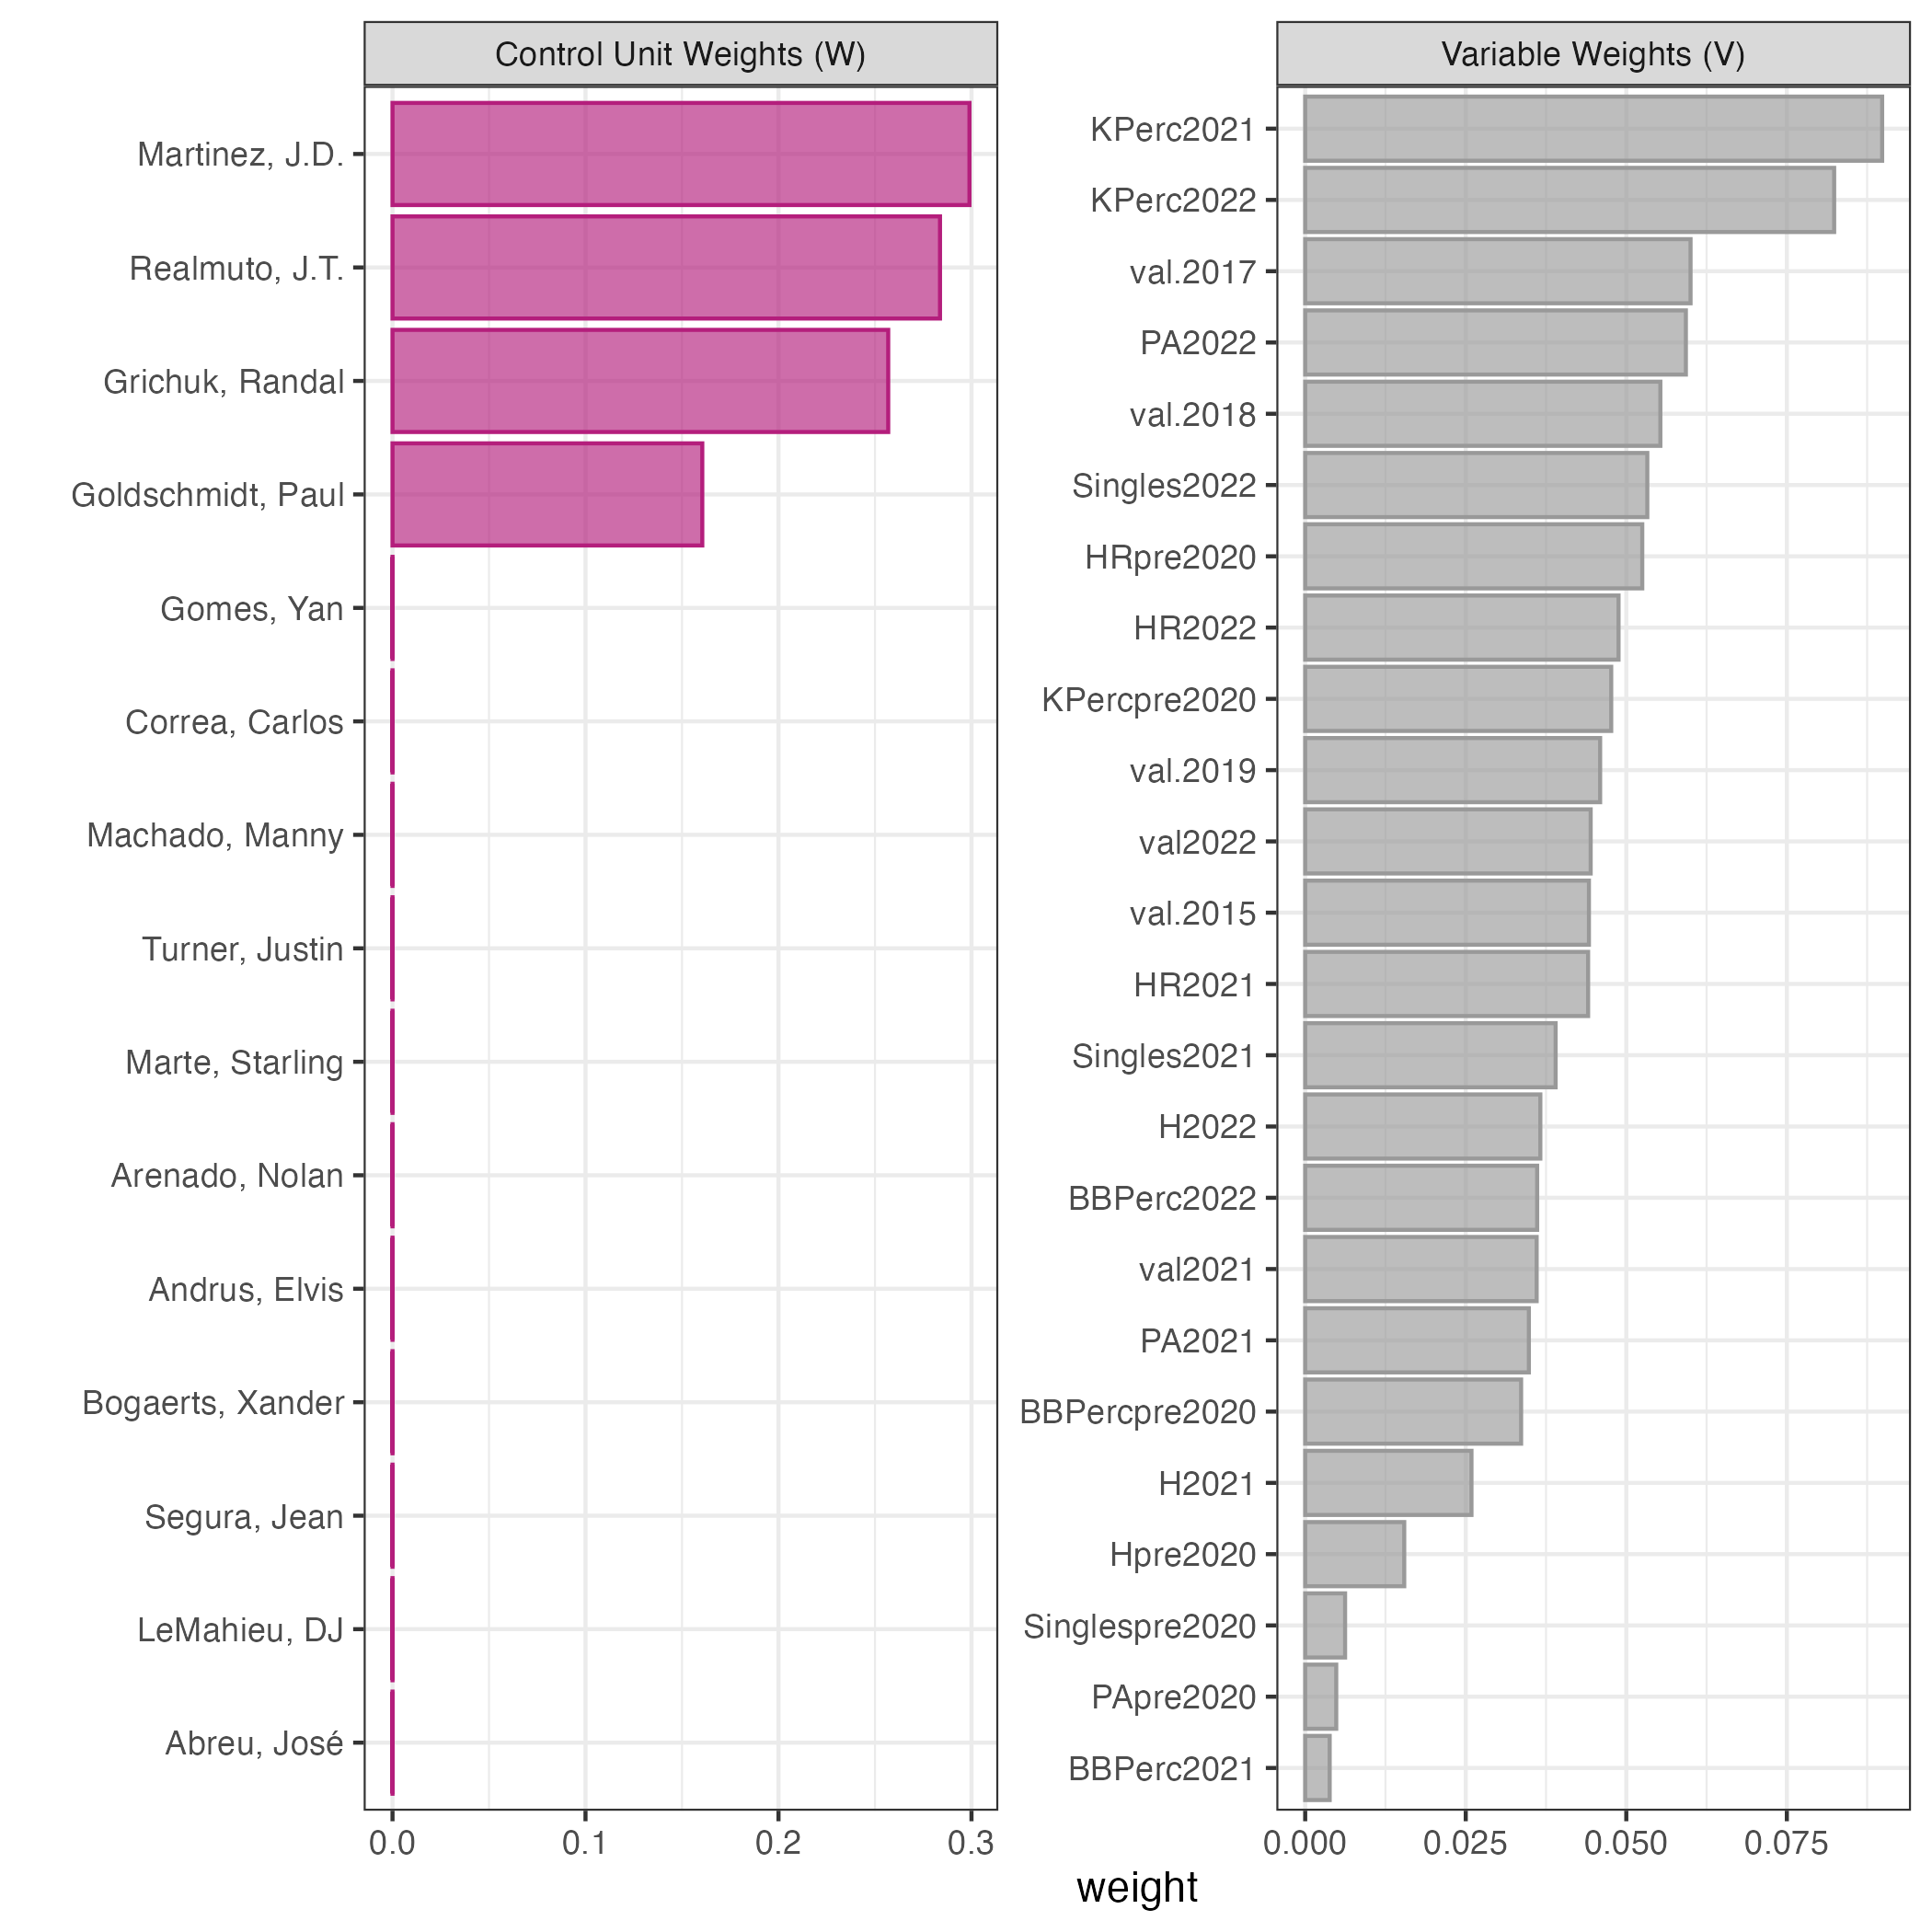 Control Unit Weights (W)
Martinez, J.D.
Realmuto, J.T.
Grichuk, Randal
Goldschmidt, Paul
Gomes, Yan
Correa, Carlos
Machado, Manny
Turner, Justin
Marte, Starling
Arenado, Nolan
Andrus, Elvis
Bogaerts, Xander
Segura, Jean
LeMahieu, DJ
Abreu, José
0.0 0.1 0.2 0.3
Variable Weights (V)
KPerc2021
KPerc2022
val.2017
PA2022
val.2018
Singles2022
HRpre2020
HR2022
KPercpre2020
val.2019
val2022
val.2015
HR2021
Singles2021
H2022
BBPerc2022
val2021
PA2021
BBPercpre2020
H2021
Hpre2020
Singlespre2020
PApre2020
BBPerc2021
0.000 0.025 0.050 0.075
weight